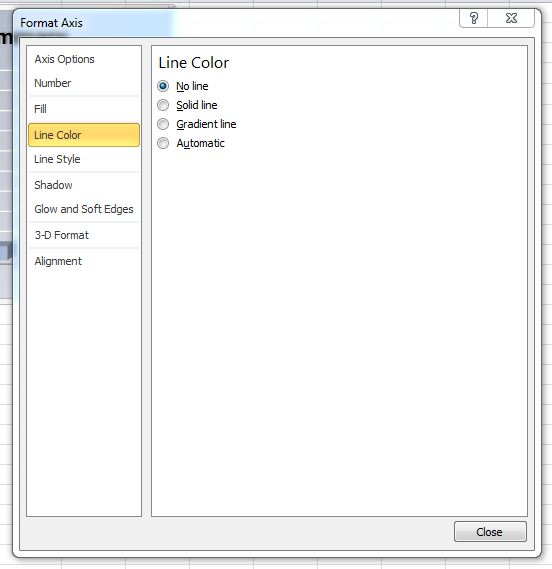 Format Axis
Axis Options
Number
Fill
Line Color
Line Style
Shadow
Glow and Soft Edges
3-D Format
Alignment
Line Color
No line
Solid line
Gradient line
Automatic
Close